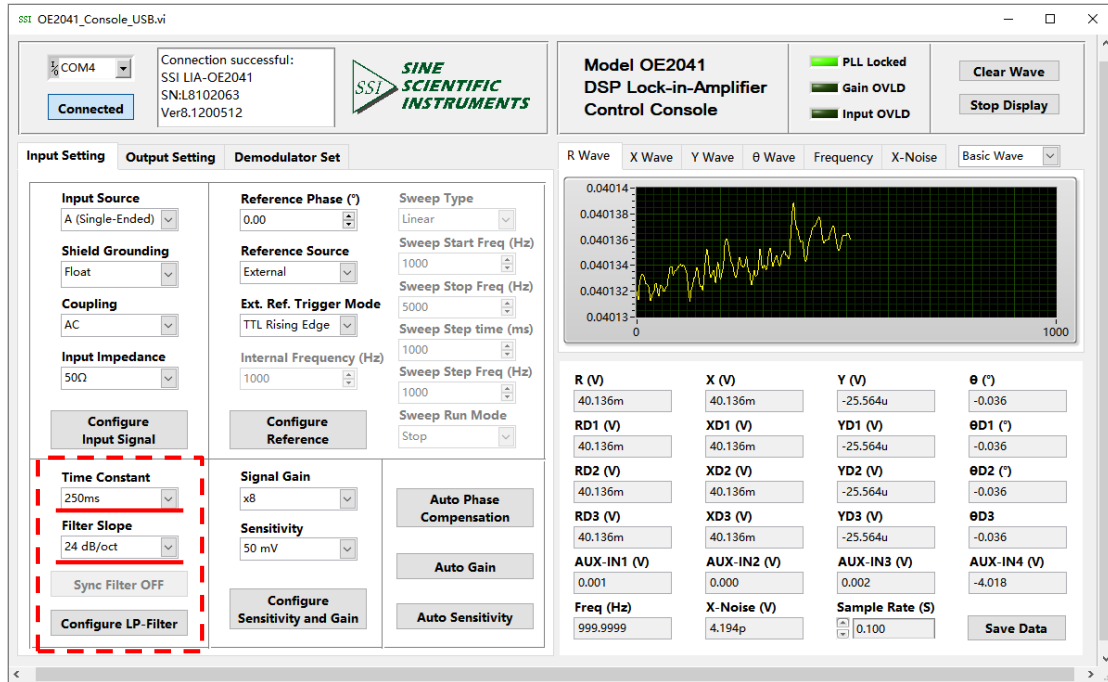 SSI OE2041_Console_USB.vi
I/O COM4
Connected
Connection successful:
SSI LIA-OE2041
SN:L8102063
Ver8.1200512
SSI
SINE
SCIENTIFIC
INSTRUMENTS
Model OE2041
DSP Lock-in-Amplifier
Control Console
PLL Locked
Gain OVLD
Input OVLD
Clear Wave
Stop Display
Input Setting Output Setting Demodulator Set
Input Source
A (Single-Ended)
Shield Grounding
Float
Coupling
AC
Input Impedance
50Ω
Configure
Input Signal
Reference Phase (°)
0.00
Reference Source
External
Ext. Ref. Trigger Mode
TTL Rising Edge
Internal Frequency (Hz)
1000
Configure
Reference
Sweep Type
Linear
Sweep Start Freq (Hz)
1000
Sweep Stop Freq (Hz)
5000
Sweep Step time (ms)
1000
Sweep Step Freq (Hz)
1000
Sweep Run Mode
Stop
Time Constant
250ms
Filter Slope
24 dB/oct
Sync Filter OFF
Configure LP-Filter
Signal Gain
x8
Sensitivity
50 mV
Configure
Sensitivity and Gain
Auto Phase
Compensation
Auto Gain
Auto Sensitivity
R Wave X Wave Y Wave θ Wave Frequency X-Noise Basic Wave
0.04014
0.040138
0.040136
0.040134
0.040132
0.04013
0 1000
R (V) X (V) Y (V) θ (°)
40.136m 40.136m -25.564u -0.036
RD1 (V) XD1 (V) YD1 (V) θD1 (°)
40.136m 40.136m -25.564u -0.036
RD2 (V) XD2 (V) YD2 (V) θD2 (°)
40.136m 40.136m -25.564u -0.036
RD3 (V) XD3 (V) YD3 (V) θD3
40.136m 40.136m -25.564u -0.036
AUX-IN1 (V) AUX-IN2 (V) AUX-IN3 (V) AUX-IN4 (V)
0.001 0.000 0.002 -4.018
Freq (Hz) X-Noise (V) Sample Rate (S)
999.9999 4.194p 0.100 Save Data